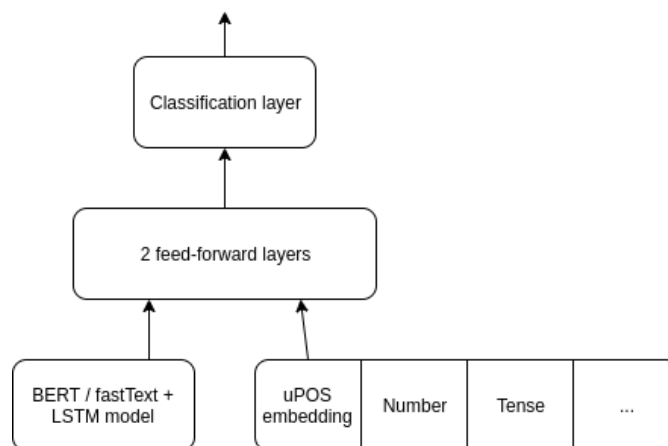 Classification layer
2 feed-forward layers
BERT / fastText +
LSTM model
uPOS
embedding
Number
Tense
...